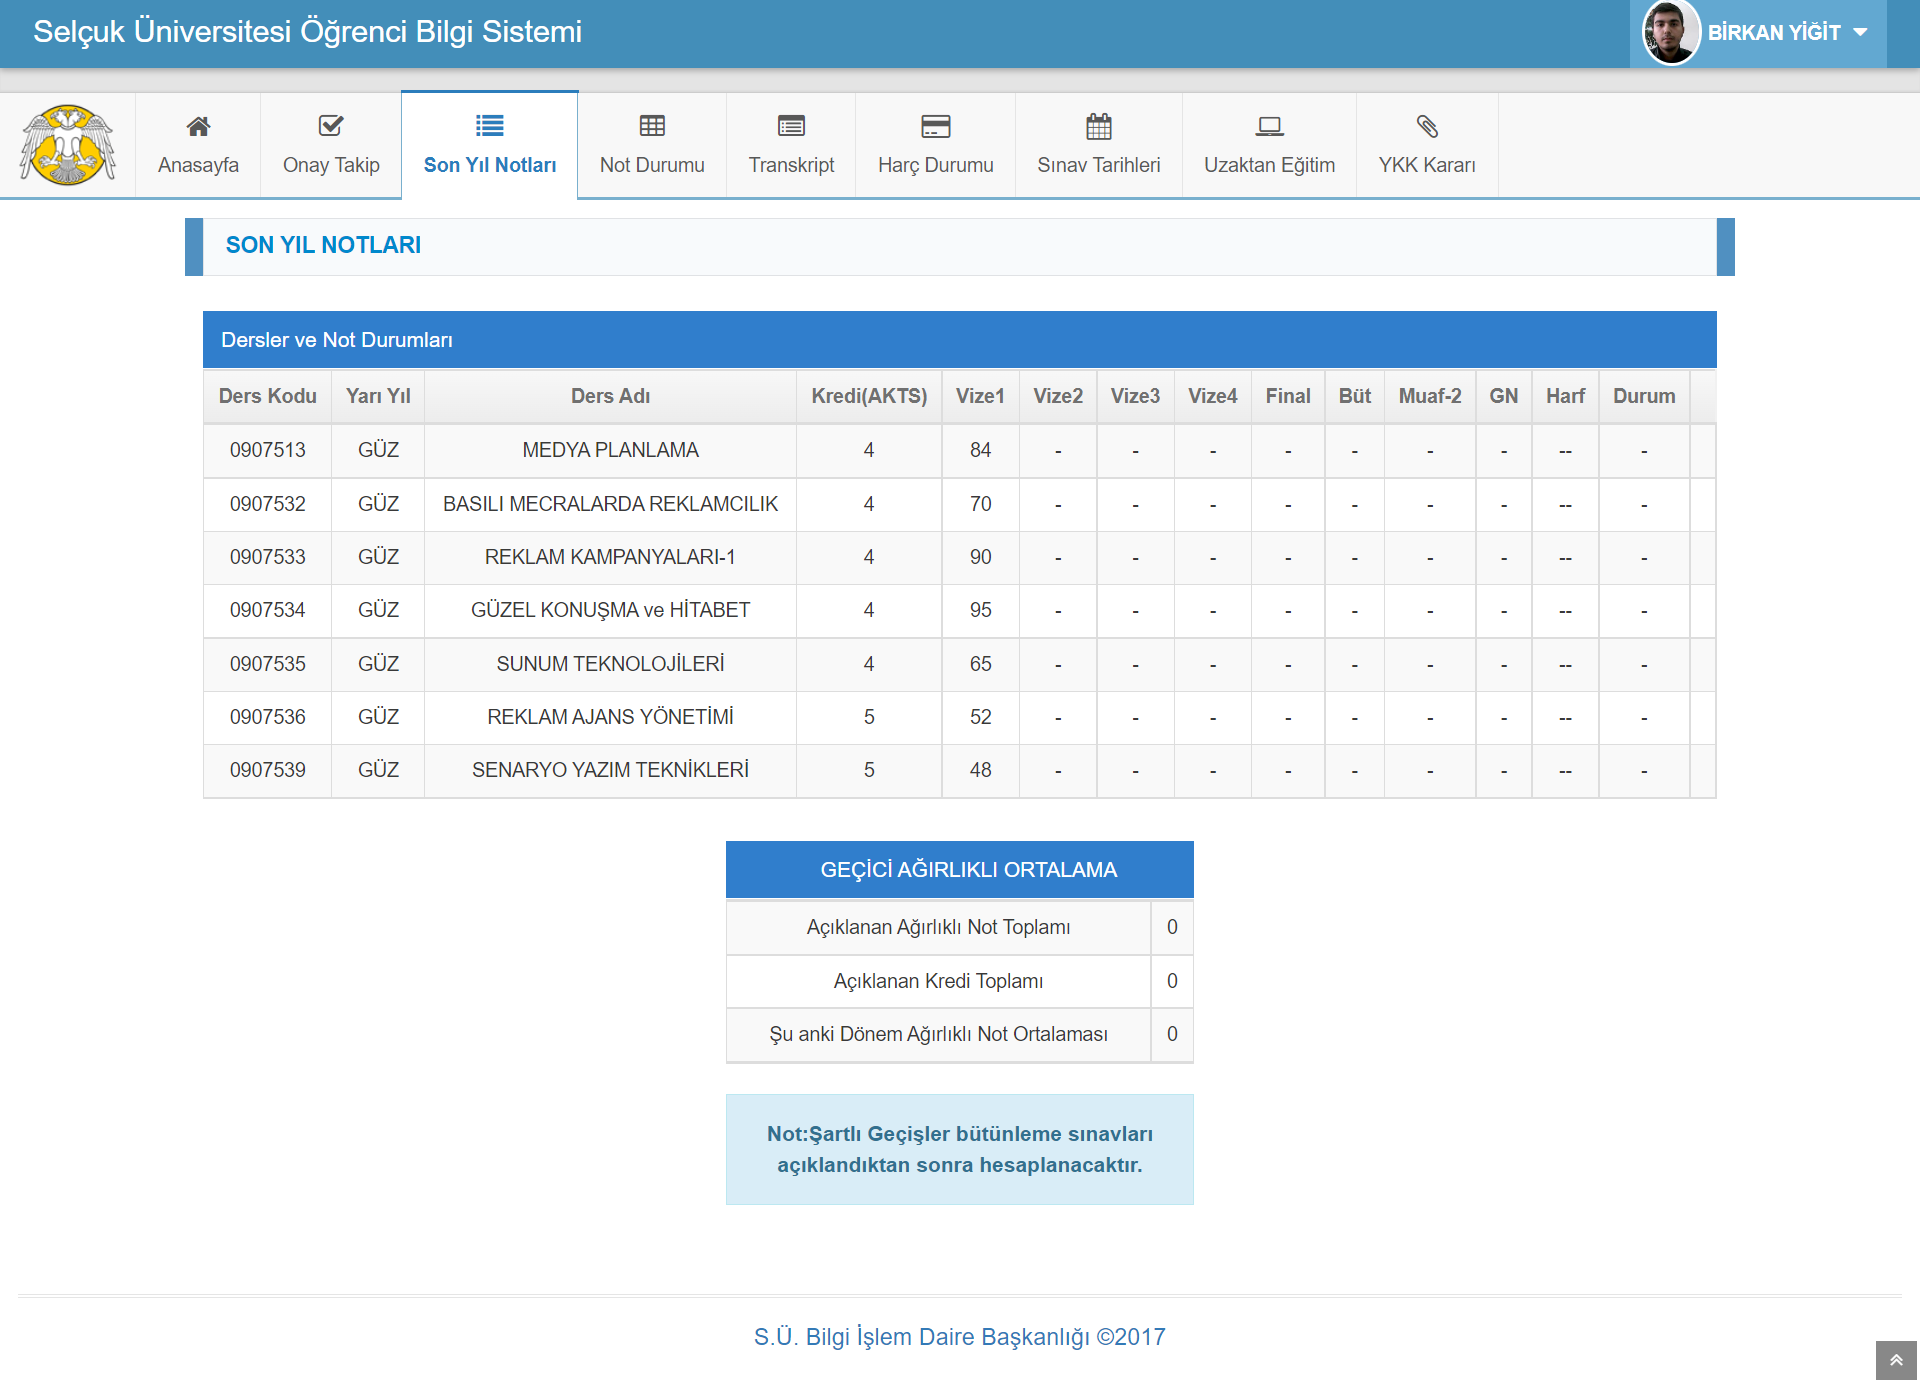 Selçuk Üniversitesi Öğrenci Bilgi Sistemi
BİRKAN YİĞİT
Anasayfa Onay Takip Son Yıl Notları Not Durumu Transkript Harç Durumu Sınav Tarihleri Uzaktan Eğitim YKK Kararı
SON YIL NOTLARI
Dersler ve Not Durumları
Ders Kodu Yarı Yıl Ders Adı Kredi(AKTS) Vize1 Vize2 Vize3 Vize4 Final Büt Muaf-2 GN Harf Durum
0907513 GÜZ MEDYA PLANLAMA 4 84 - - - - - - - -- -
0907532 GÜZ BASILI MECRALARDA REKLAMCILIK 4 70 - - - - - - - -- -
0907533 GÜZ REKLAM KAMPANYALARI-1 4 90 - - - - - - - -- -
0907534 GÜZ GÜZEL KONUŞMA ve HİTABET 4 95 - - - - - - - -- -
0907535 GÜZ SUNUM TEKNOLOJİLERİ 4 65 - - - - - - - -- -
0907536 GÜZ REKLAM AJANS YÖNETİMİ 5 52 - - - - - - - -- -
0907539 GÜZ SENARYO YAZIM TEKNİKLERİ 5 48 - - - - - - - -- -
GEÇİCİ AĞIRLIKLI ORTALAMA
Açıklanan Ağırlıklı Not Toplamı 0
Açıklanan Kredi Toplamı 0
Şu anki Dönem Ağırlıklı Not Ortalaması 0
Not:Şartlı Geçişler bütünleme sınavları
açıklandıktan sonra hesaplanacaktır.
S.Ü. Bilgi İşlem Daire Başkanlığı ©2017